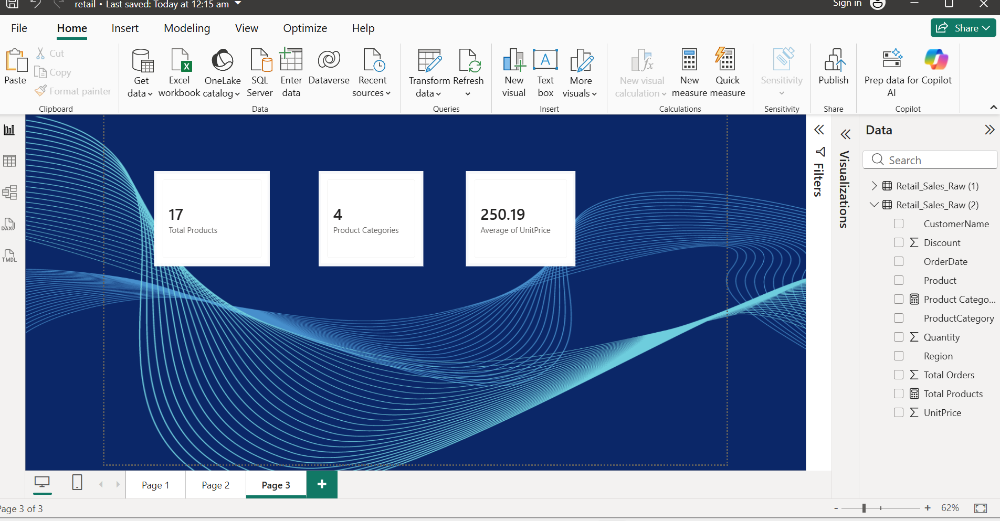 retail • Last saved: Today at 12:15 am
Sign in
File Home Insert Modeling View Optimize Help
Share
Paste
Cut
Copy
Format painter
Clipboard
Get data
Excel workbook
OneLake catalog
SQL Server
Enter data
Dataverse
Recent sources
Data
Transform data
Refresh
Queries
New visual
Text box
A
More visuals
Insert
New visual calculation
New measure
Quick measure
Calculations
Sensitivity
Sensitivity
Publish
Share
Prep data for AI
Copilot
Copilot
DAX
TMDL
17
Total Products
4
Product Categories
250.19
Average of UnitPrice
Filters
Visualizations
Data
Search
Retail_Sales_Raw (1)
Retail_Sales_Raw (2)
CustomerName
Discount
OrderDate
Product
Product Catego...
ProductCategory
Quantity
Region
Total Orders
Total Products
UnitPrice
Page 1
Page 2
Page 3
Page 3 of 3
62%